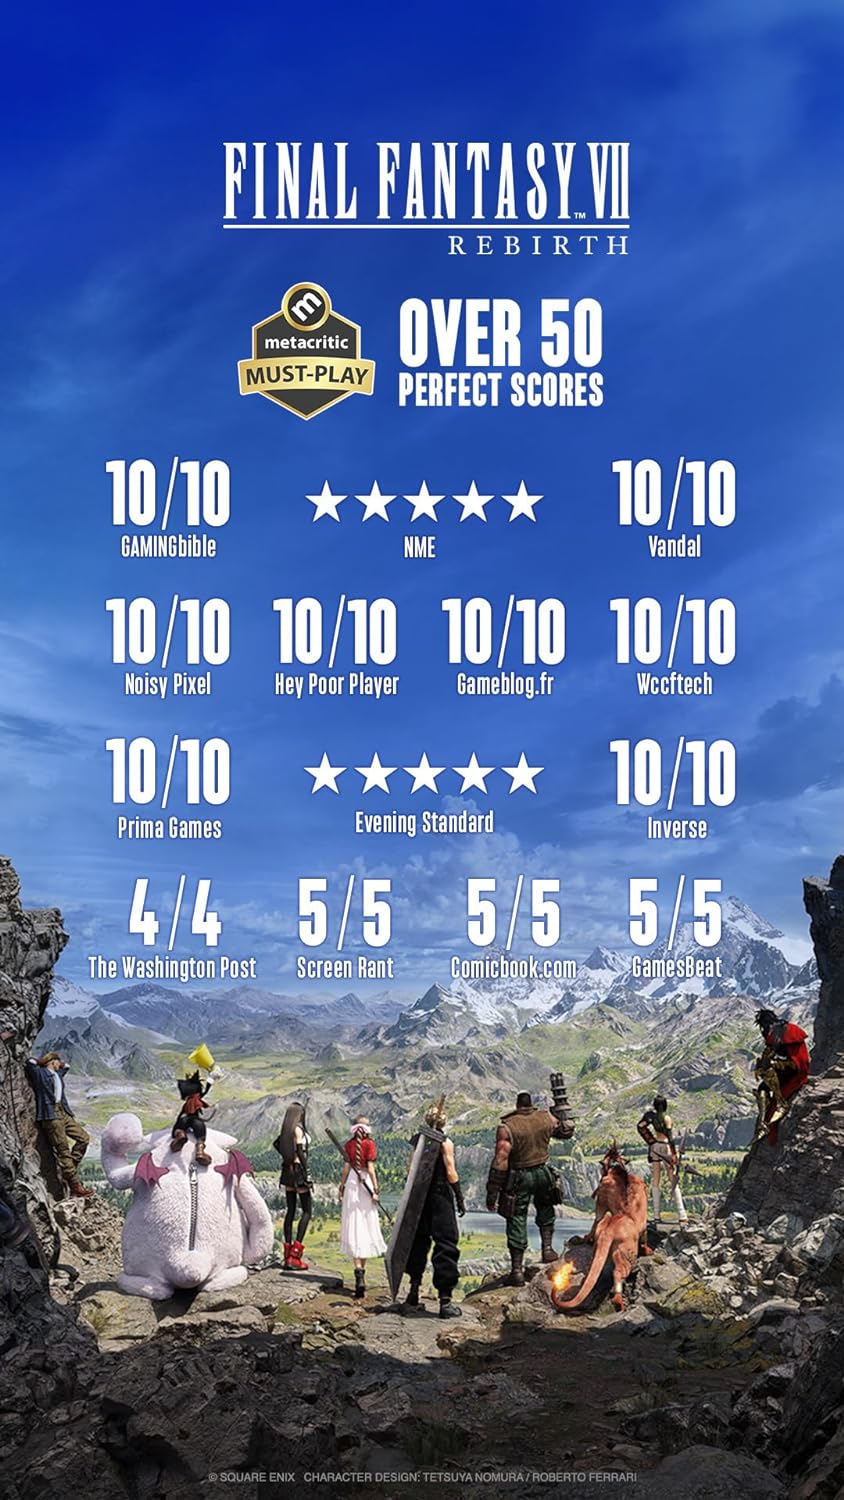 FINAL FANTASY™ VII
REBIRTH
m
metacritic
MUST-PLAY
OVER 50
PERFECT SCORES
10/10
GAMINGbible
★★★★★
NME
10/10
Vandal
10/10
Noisy Pixel
10/10
Hey Poor Player
10/10
Gameblog.fr
10/10
Wccftech
10/10
Prima Games
★★★★★
Evening Standard
10/10
Inverse
4/4
The Washington Post
5/5
Screen Rant
5/5
Comicbook.com
5/5
GamesBeat
© SQUARE ENIX CHARACTER DESIGN: TETSUYA NOMURA / ROBERTO FERRARI